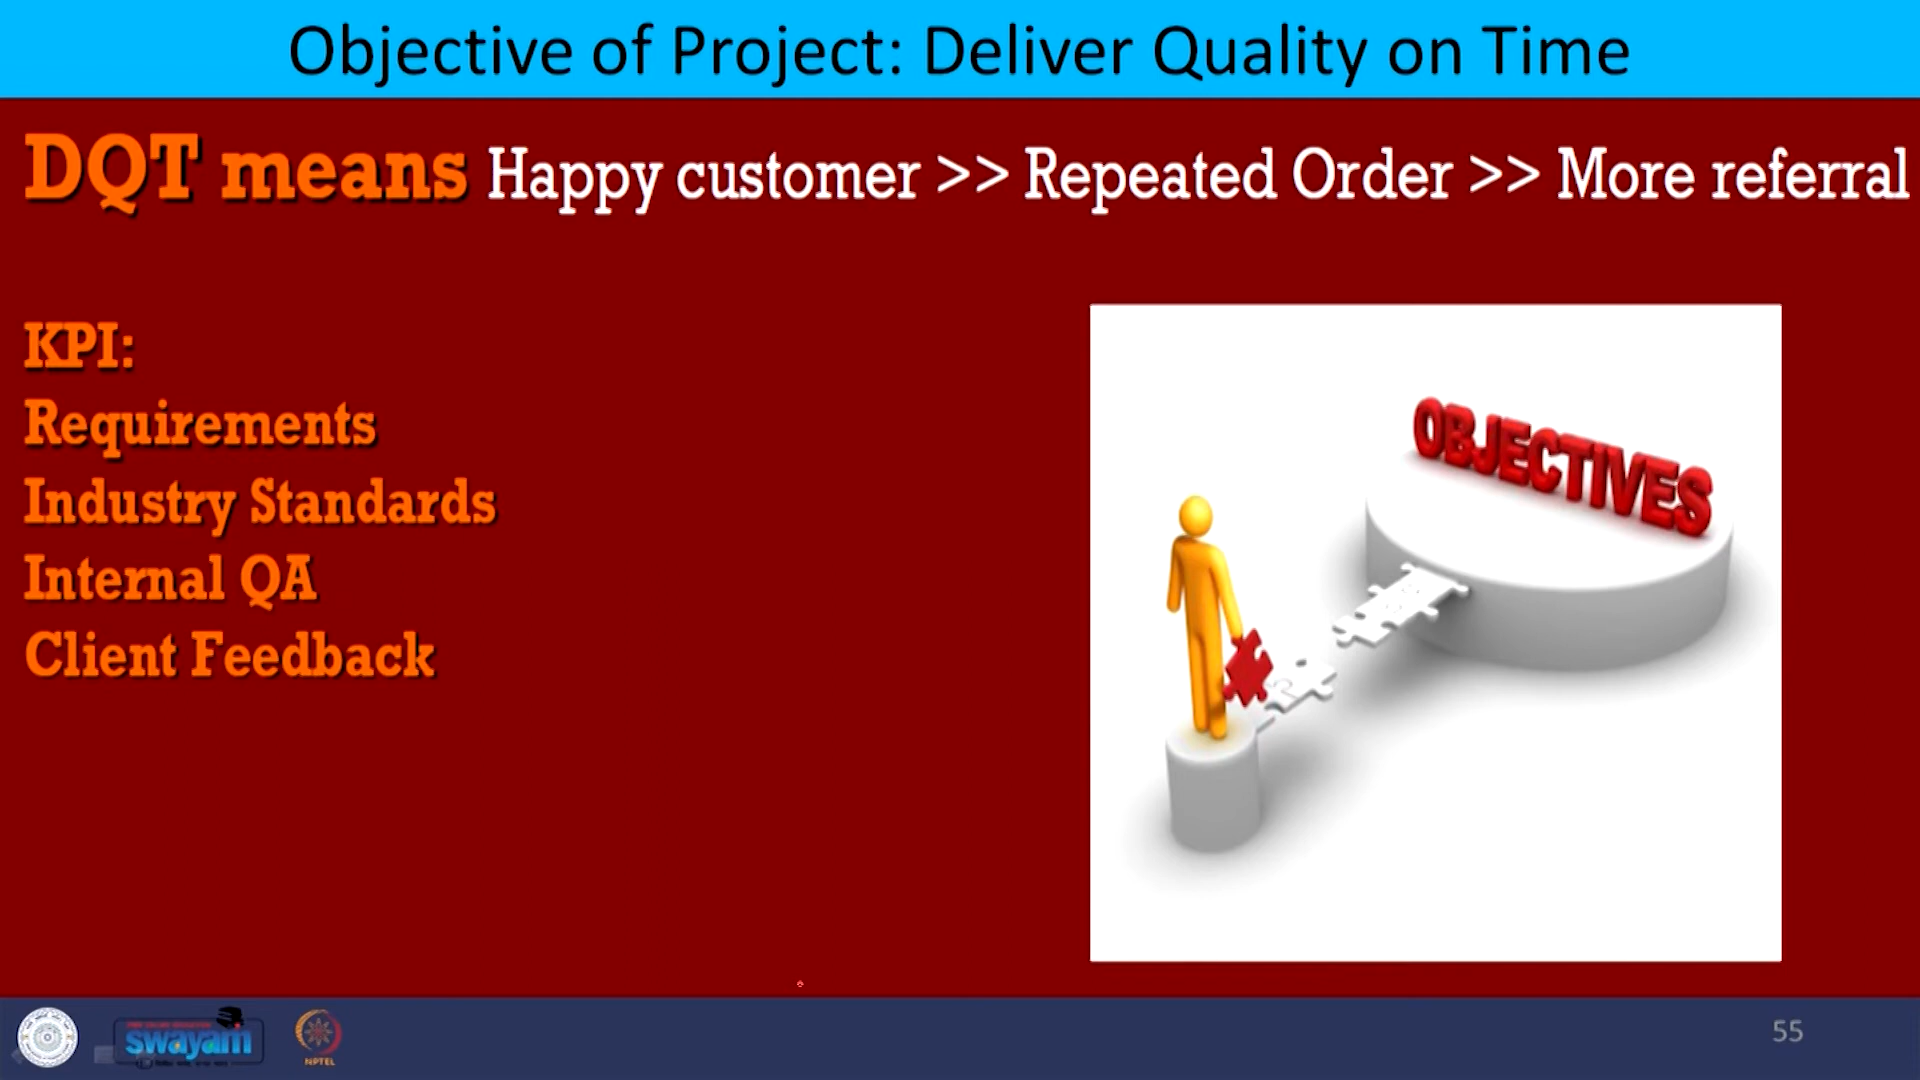 Objective of Project: Deliver Quality on Time
DQT means Happy customer >> Repeated Order >> More referral
KPI:
Requirements
Industry Standards
Internal QA
Client Feedback
OBJECTIVES
swayam
NPTEL
55